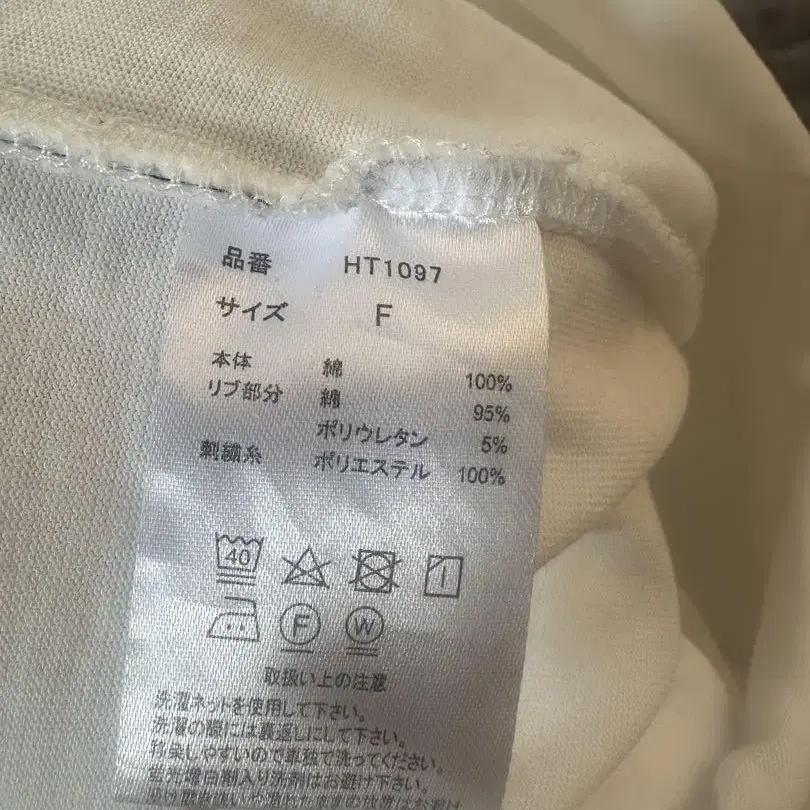 品番 HT1097
サイズ F
本体 綿 100%
リブ部分 綿 95%
ポリウレタン 5%
刺繍糸 ポリエステル 100%
40
F W
取扱い上の注意
洗濯ネットを使用して下さい。
洗濯の際には裏返しにして下さい。
移染しやすいので単独で洗ってください。
蛍光増白剤入り洗剤はお避け下さい。